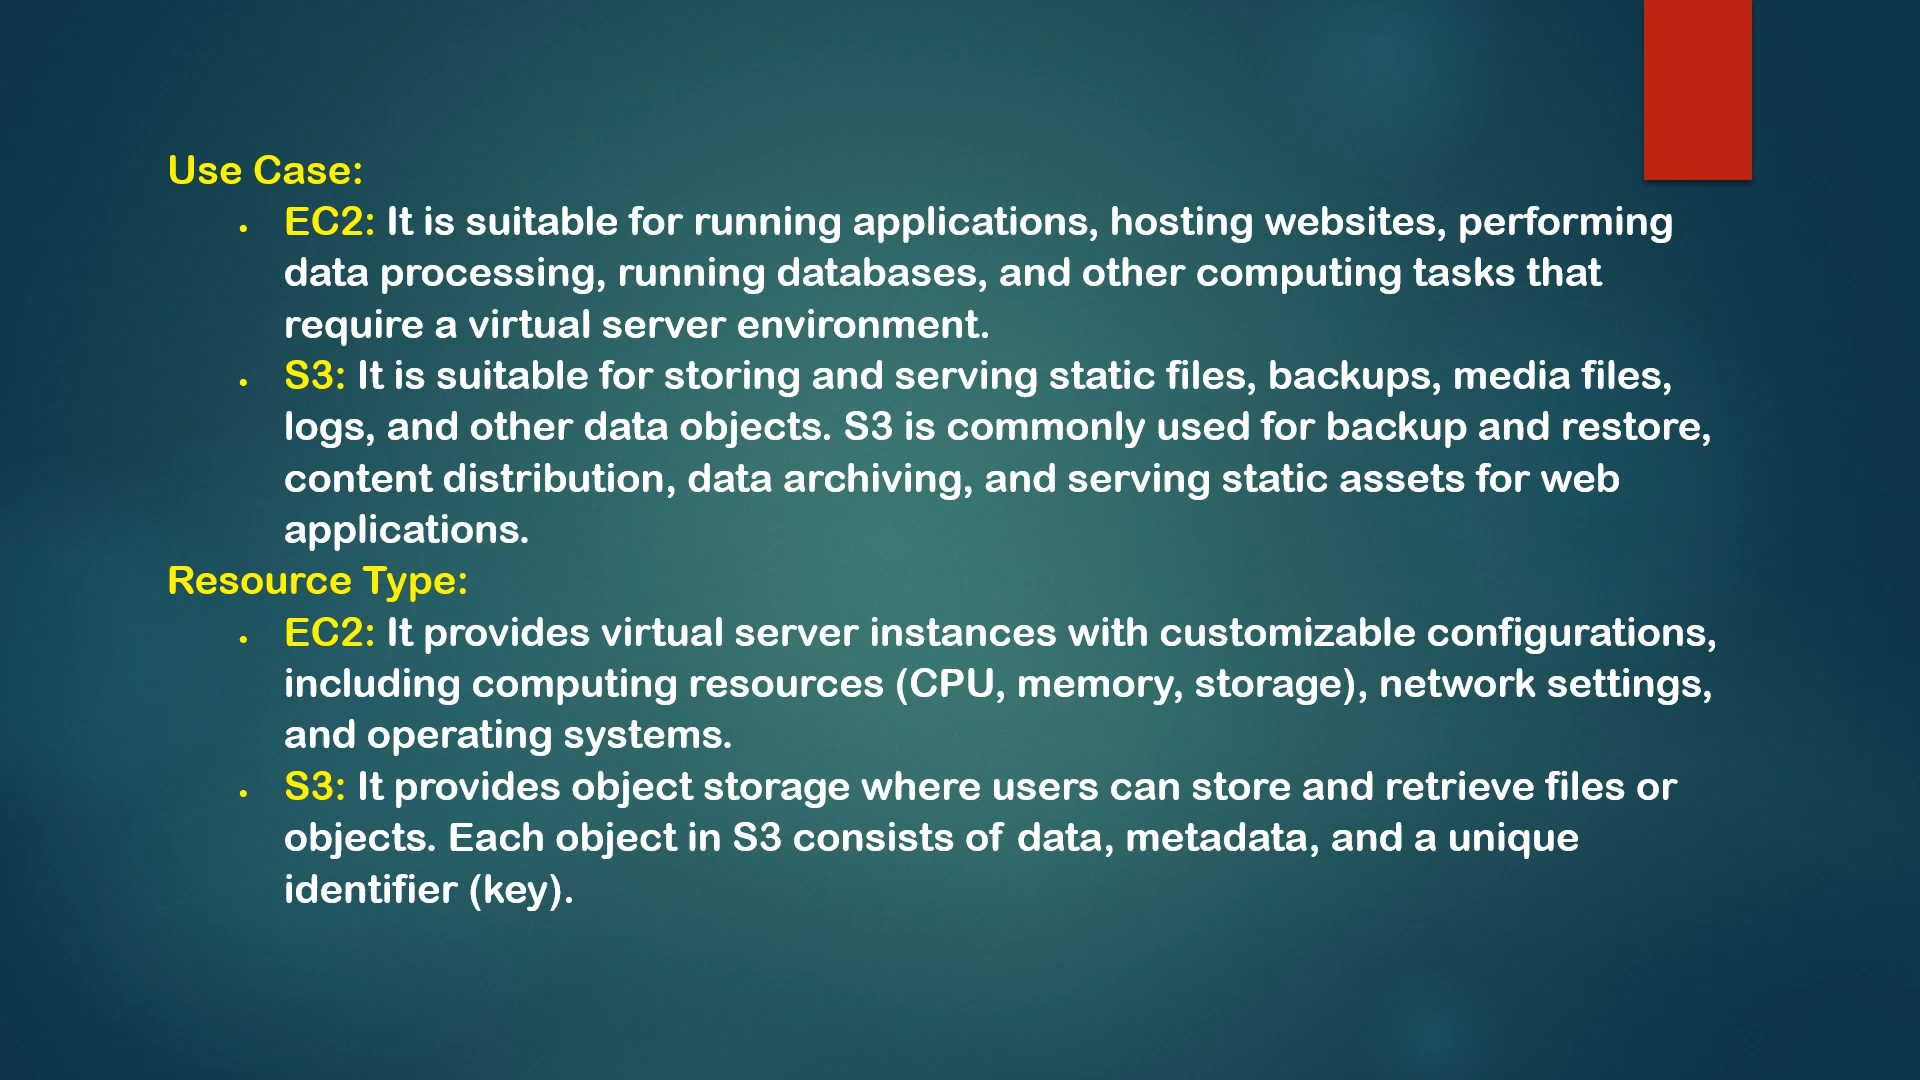 Use Case:
• EC2: It is suitable for running applications, hosting websites, performing
data processing, running databases, and other computing tasks that
require a virtual server environment.
• S3: It is suitable for storing and serving static files, backups, media files,
logs, and other data objects. S3 is commonly used for backup and restore,
content distribution, data archiving, and serving static assets for web
applications.
Resource Type:
• EC2: It provides virtual server instances with customizable configurations,
including computing resources (CPU, memory, storage), network settings,
and operating systems.
• S3: It provides object storage where users can store and retrieve files or
objects. Each object in S3 consists of data, metadata, and a unique
identifier (key).